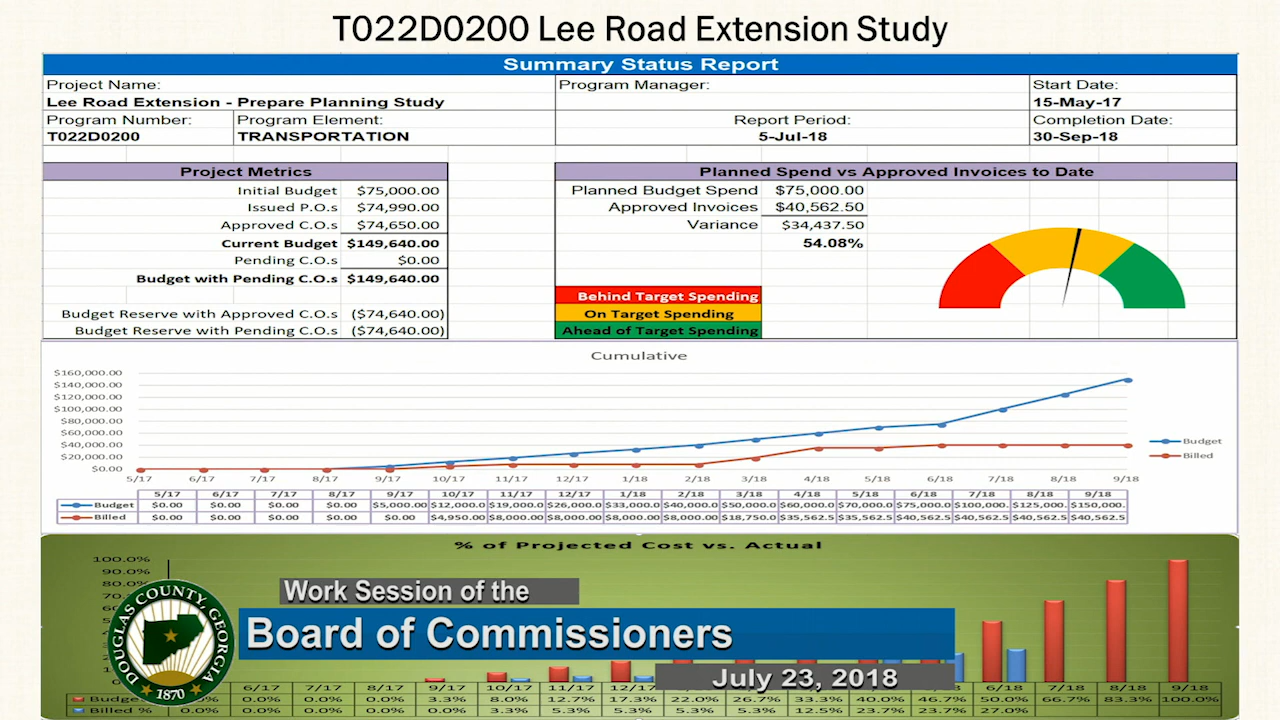 T022D0200 Lee Road Extension Study
Summary Status Report
Project Name:
Lee Road Extension - Prepare Planning Study
Program Manager:
Start Date:
15-May-17
Program Number:
T022D0200
Program Element:
TRANSPORTATION
Report Period:
5-Jul-18
Completion Date:
30-Sep-18
Project Metrics
Initial Budget $75,000.00
Issued P.O.s $74,990.00
Approved C.O.s $74,650.00
Current Budget $149,640.00
Pending C.O.s $0.00
Budget with Pending C.O.s $149,640.00
Budget Reserve with Approved C.O.s ($74,640.00)
Budget Reserve with Pending C.O.s ($74,640.00)
Planned Spend vs Approved Invoices to Date
Planned Budget Spend $75,000.00
Approved Invoices $40,562.50
Variance $34,437.50
54.08%
Behind Target Spending
On Target Spending
Ahead of Target Spending
Cumulative
$160,000.00
$140,000.00
$120,000.00
$100,000.00
$80,000.00
$60,000.00
$40,000.00
$20,000.00
$0.00
5/17 6/17 7/17 8/17 9/17 10/17 11/17 12/17 1/18 2/18 3/18 4/18 5/18 6/18 7/18 8/18 9/18
Budget
Billed
5/17 6/17 7/17 8/17 9/17 10/17 11/17 12/17 1/18 2/18 3/18 4/18 5/18 6/18 7/18 8/18 9/18
Budget $0.00 $0.00 $0.00 $0.00 $5,000.00 $12,000.0 $19,000.0 $26,000.0 $33,000.0 $40,000.0 $50,000.0 $60,000.0 $70,000.0 $75,000.0 $100,000. $125,000. $150,000.
Billed $0.00 $0.00 $0.00 $0.00 $0.00 $4,950.00 $8,000.00 $8,000.00 $8,000.00 $8,000.00 $18,750.0 $35,562.5 $35,562.5 $40,562.5 $40,562.5 $40,562.5 $40,562.5
% of Projected Cost vs. Actual
100.0%
90.0%
80.0%
Work Session of the
Board of Commissioners
July 23, 2018
DOUGLAS COUNTY, GEORGIA
1870
6/17 7/17 8/17 9/17 10/17 11/17 12/17 6/18 7/18 8/18 9/18
0.0% 0.0% 0.0% 3.3% 8.0% 12.7% 17.3% 22.0% 26.7% 33.3% 40.0% 46.7% 50.0% 66.7% 83.3% 100.0%
Billed % 0.0% 0.0% 0.0% 0.0% 0.0% 3.3% 5.3% 5.3% 5.3% 5.3% 12.5% 23.7% 23.7% 27.0%